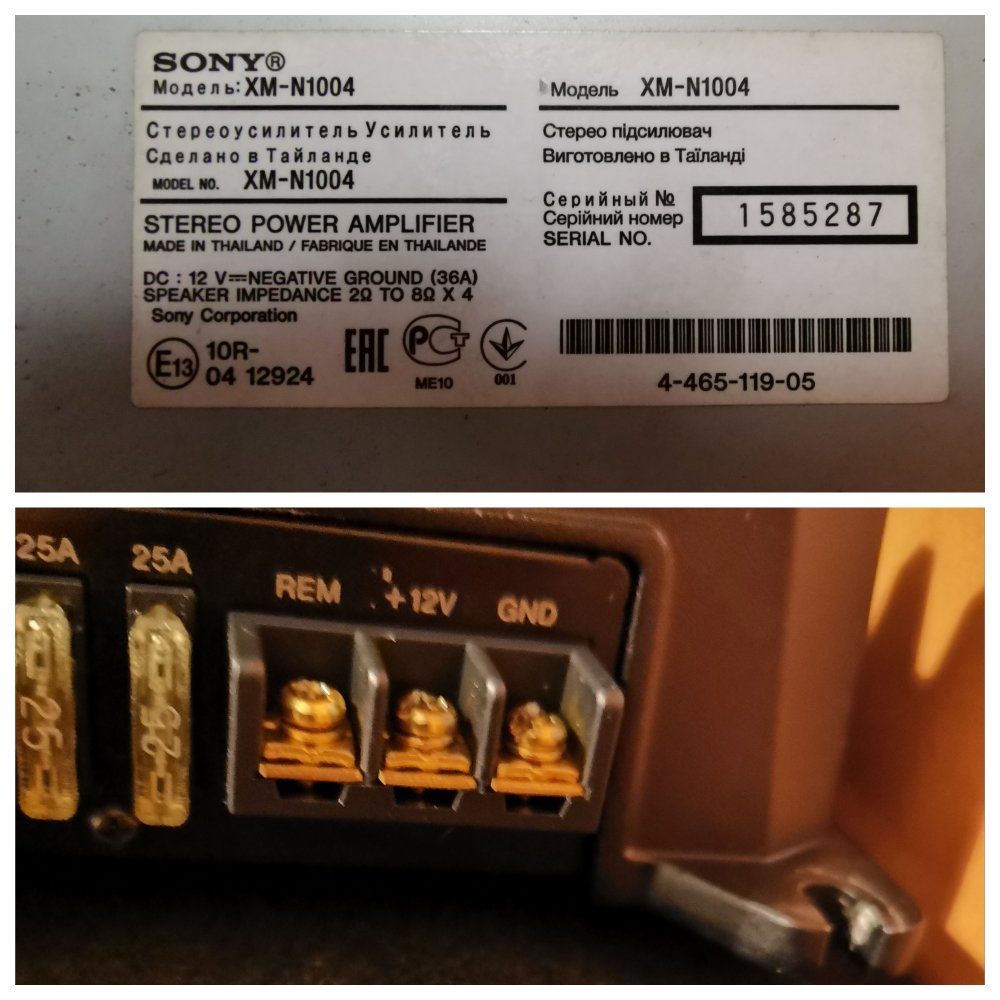 SONY®
Модель: XM-N1004
Стереоусилитель Усилитель
Сделано в Тайланде
MODEL NO. XM-N1004
STEREO POWER AMPLIFIER
MADE IN THAILAND / FABRIQUE EN THAILANDE
DC : 12 V⎓NEGATIVE GROUND (36A)
SPEAKER IMPEDANCE 2Ω TO 8Ω X 4
Sony Corporation
E13 10R-
04 12924
EAC
РСТ
ME10
001
Модель XM-N1004
Стерео підсилювач
Виготовлено в Таїланді
Серийный №
Серійний номер
SERIAL NO.
1585287
4-465-119-05
25A
25A
REM
+12V
GND
25
25